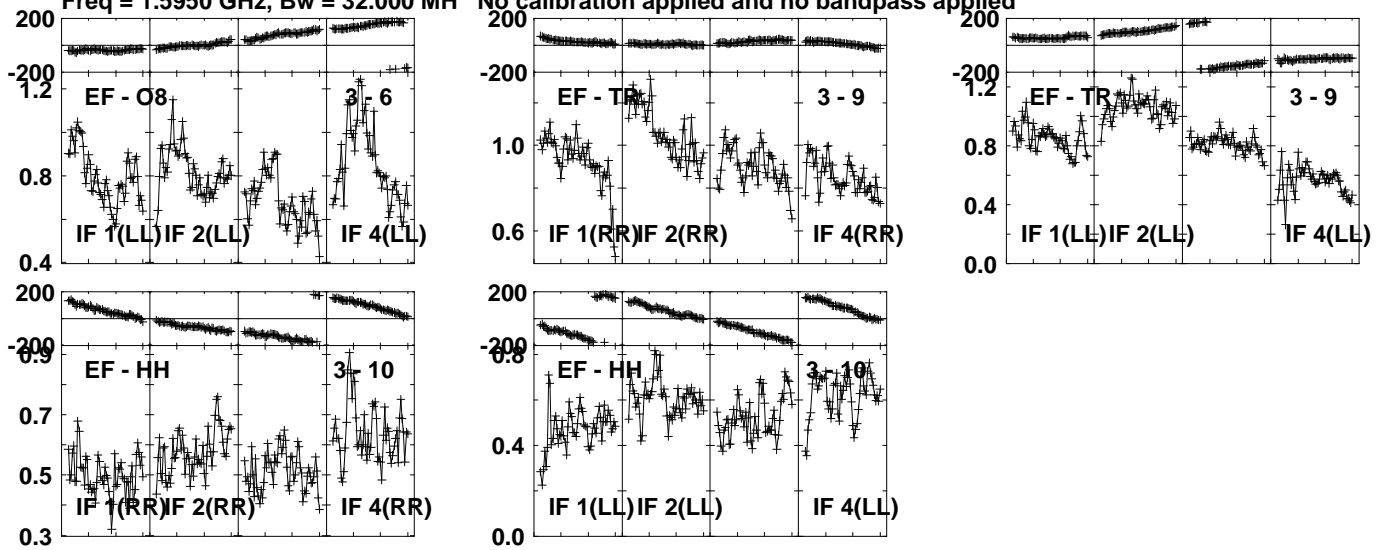 Freq = 1.5950 GHz, Bw = 32.000 MH No calibration applied and no bandpass applied
200 200 200
-200 -200 -200
1.2 EF - O8 3 - 6 EF - TR 3 - 9 1.2 EF - TR 3 - 9
1.0
0.8 0.8
0.6 0.4
IF 1(LL) IF 2(LL) IF 4(LL) IF 1(RR) IF 2(RR) IF 4(RR) IF 1(LL) IF 2(LL) IF 4(LL)
0.4 0.0
200 200
-200 -200
0.9 EF - HH 3 - 10 0.8 EF - HH 3 - 10
0.7
0.5 0.4
IF 1(RR) IF 2(RR) IF 4(RR) IF 1(LL) IF 2(LL) IF 4(LL)
0.3 0.0